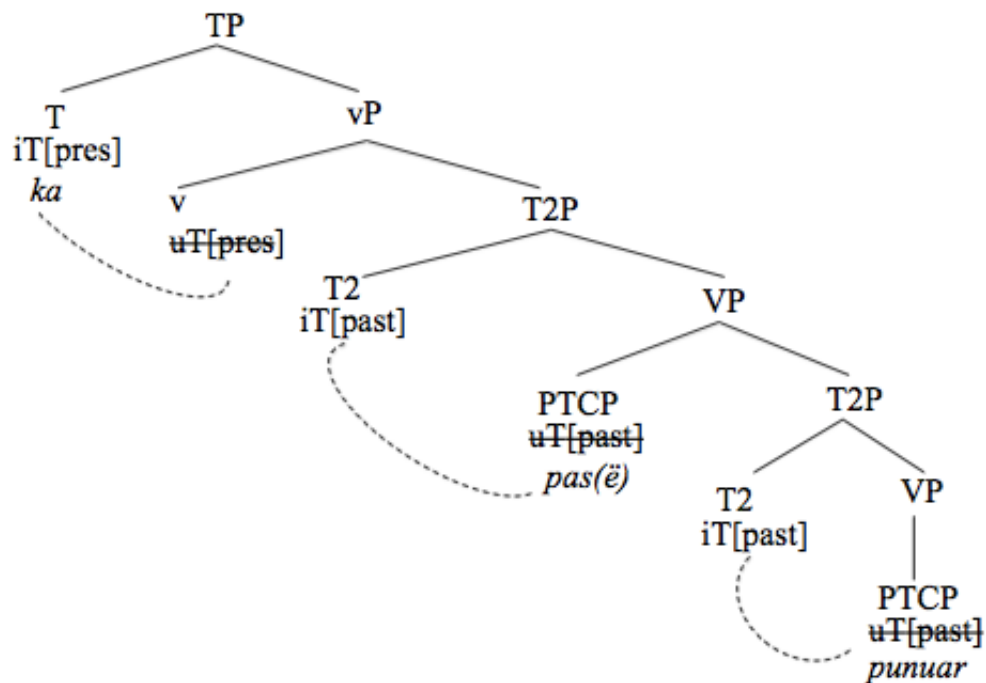 TP
T
iT[pres]
ka
vP
v
uT[pres]
T2P
T2
iT[past]
VP
PTCP
uT[past]
pas(ë)
T2P
T2
iT[past]
VP
PTCP
uT[past]
punuar